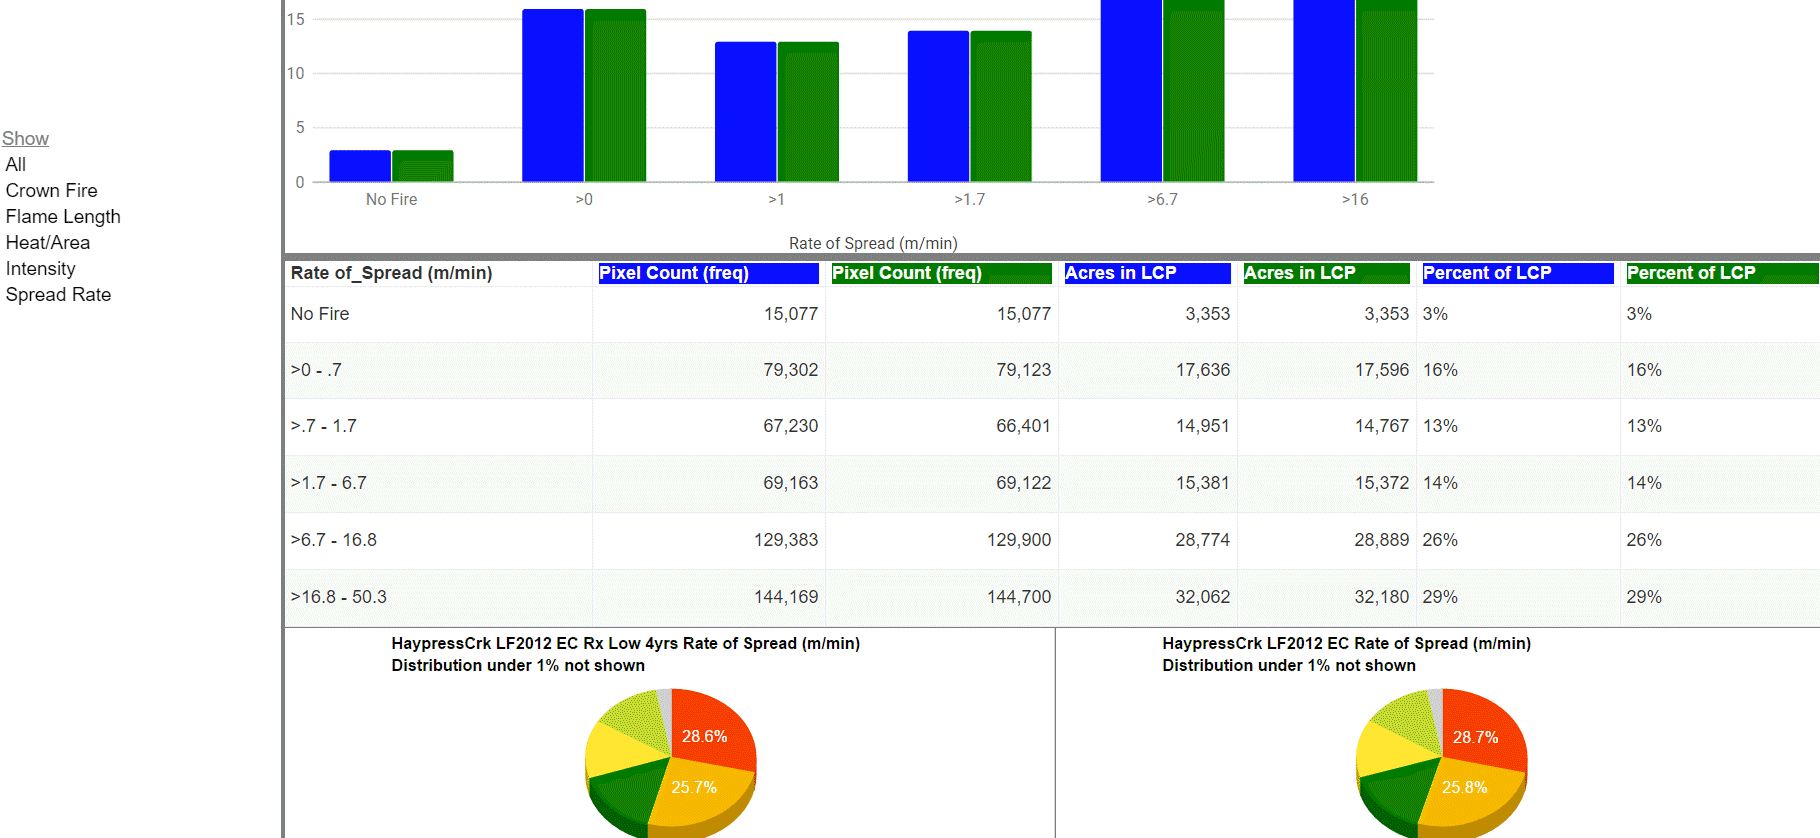 Show
All
Crown Fire
Flame Length
Heat/Area
Intensity
Spread Rate
15
10
5
0
No Fire >0 >1 >1.7 >6.7 >16
Rate of Spread (m/min)
Rate of_Spread (m/min) Pixel Count (freq) Pixel Count (freq) Acres in LCP Acres in LCP Percent of LCP Percent of LCP
No Fire 15,077 15,077 3,353 3,353 3% 3%
>0 - .7 79,302 79,123 17,636 17,596 16% 16%
>.7 - 1.7 67,230 66,401 14,951 14,767 13% 13%
>1.7 - 6.7 69,163 69,122 15,381 15,372 14% 14%
>6.7 - 16.8 129,383 129,900 28,774 28,889 26% 26%
>16.8 - 50.3 144,169 144,700 32,062 32,180 29% 29%
HaypressCrk LF2012 EC Rx Low 4yrs Rate of Spread (m/min)
Distribution under 1% not shown
28.6%
25.7%
HaypressCrk LF2012 EC Rate of Spread (m/min)
Distribution under 1% not shown
28.7%
25.8%